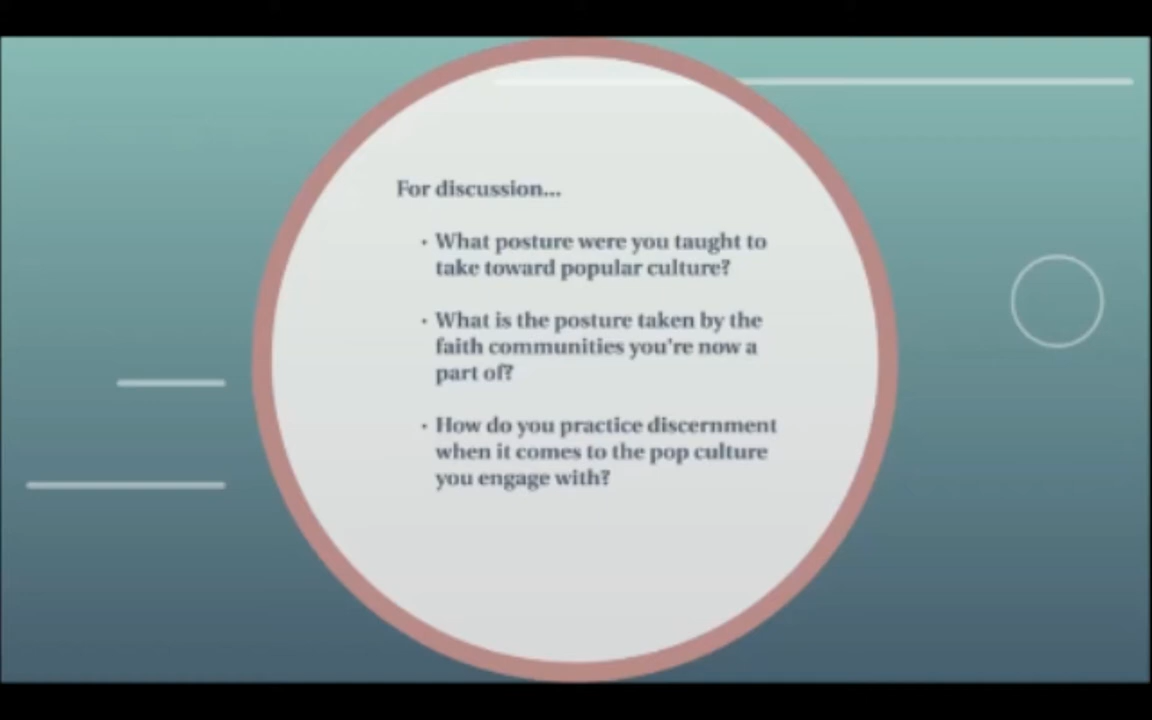 For discussion...
• What posture were you taught to
take toward popular culture?
• What is the posture taken by the
faith communities you're now a
part of?
• How do you practice discernment
when it comes to the pop culture
you engage with?